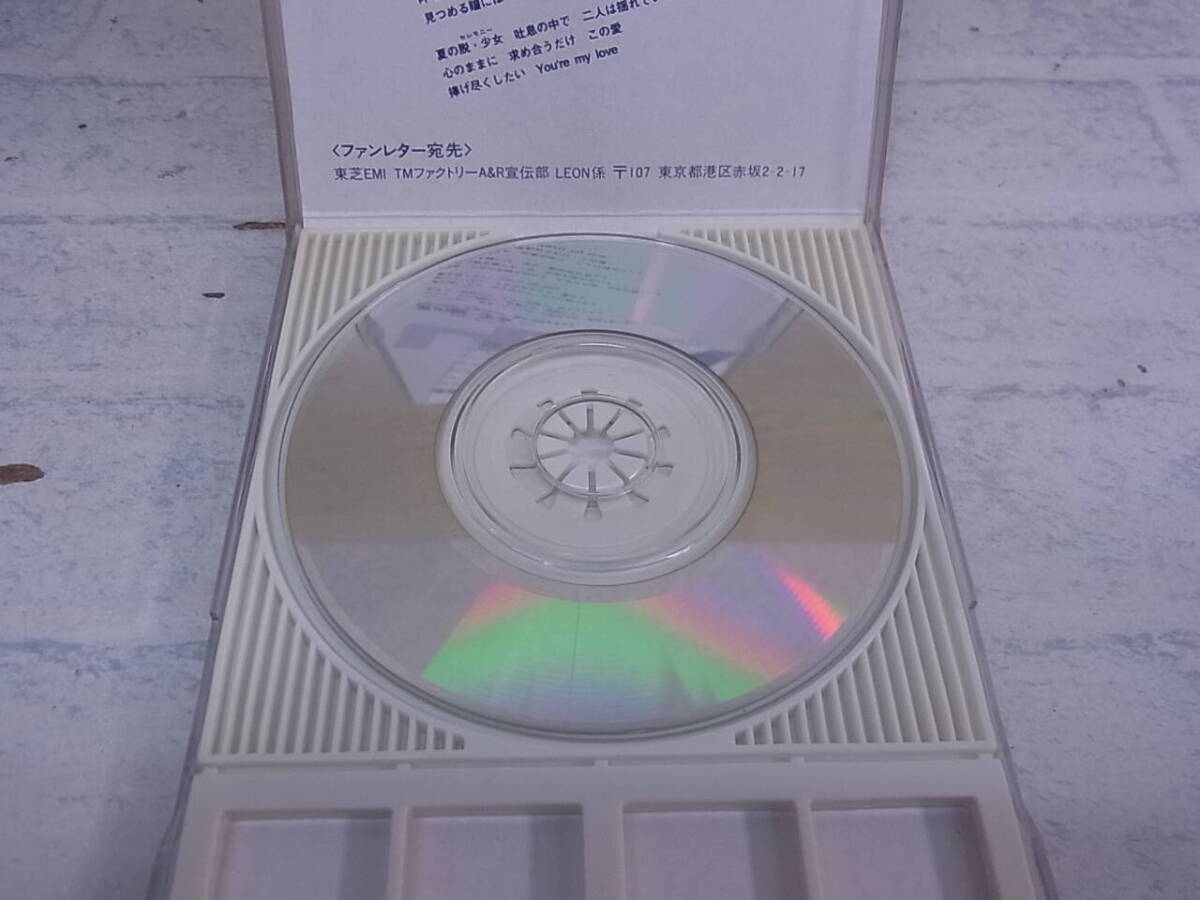 見つめる瞳には
セレモニー
夏の脱・少女 吐息の中で 二人は揺れてい
心のままに 求め合うだけ この愛
捧げ尽くしたい You're my love
〈ファンレター宛先〉
東芝EMI TMファクトリーA&R宣伝部 LEON係 〒107 東京都港区赤坂2-2-17